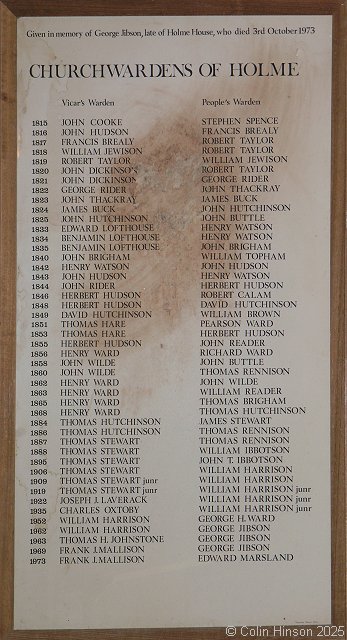 Given in memory of George Jibson, late of Holme House, who died 3rd October 1973
CHURCHWARDENS OF HOLME
Vicar's Warden People's Warden
1815 JOHN COOKE STEPHEN SPENCE
1816 JOHN HUDSON FRANCIS BREALY
1817 FRANCIS BREALY ROBERT TAYLOR
1818 WILLIAM JEWISON ROBERT TAYLOR
1819 ROBERT TAYLOR WILLIAM JEWISON
1820 JOHN DICKINSON ROBERT TAYLOR
1821 JOHN DICKINSON GEORGE RIDER
1822 GEORGE RIDER JOHN THACKRAY
1823 JOHN THACKRAY JAMES BUCK
1824 JAMES BUCK JOHN HUTCHINSON
1825 JOHN HUTCHINSON JOHN BUTTLE
1833 EDWARD LOFTHOUSE HENRY WATSON
1834 BENJAMIN LOFTHOUSE HENRY WATSON
1835 BENJAMIN LOFTHOUSE JOHN BRIGHAM
1840 JOHN BRIGHAM WILLIAM TOPHAM
1842 HENRY WATSON JOHN HUDSON
1843 JOHN HUDSON HENRY WATSON
1844 JOHN RIDER HERBERT HUDSON
1846 HERBERT HUDSON ROBERT CALAM
1848 HERBERT HUDSON DAVID HUTCHINSON
1849 DAVID HUTCHINSON WILLIAM BROWN
1851 THOMAS HARE PEARSON WARD
1853 THOMAS HARE HERBERT HUDSON
1855 HERBERT HUDSON JOHN READER
1856 HENRY WARD RICHARD WARD
1858 JOHN WILDE JOHN BUTTLE
1860 JOHN WILDE THOMAS RENNISON
1862 HENRY WARD JOHN WILDE
1863 HENRY WARD WILLIAM READER
1865 HENRY WARD THOMAS BRIGHAM
1868 HENRY WARD THOMAS HUTCHINSON
1884 THOMAS HUTCHINSON JAMES STEWART
1886 THOMAS HUTCHINSON THOMAS RENNISON
1887 THOMAS STEWART THOMAS RENNISON
1888 THOMAS STEWART WILLIAM IBBOTSON
1895 THOMAS STEWART JOHN T. IBBOTSON
1906 THOMAS STEWART WILLIAM HARRISON
1909 THOMAS STEWART junr WILLIAM HARRISON
1919 THOMAS STEWART junr WILLIAM HARRISON junr
1922 JOSEPH J. LAVERACK WILLIAM HARRISON junr
1935 CHARLES OXTOBY WILLIAM HARRISON junr
1952 WILLIAM HARRISON GEORGE H. WARD
1962 WILLIAM HARRISON GEORGE JIBSON
1963 THOMAS H. JOHNSTONE GEORGE JIBSON
1969 FRANK J. MALLISON GEORGE JIBSON
1973 FRANK J. MALLISON EDWARD MARSLAND
© Colin Hinson 2025